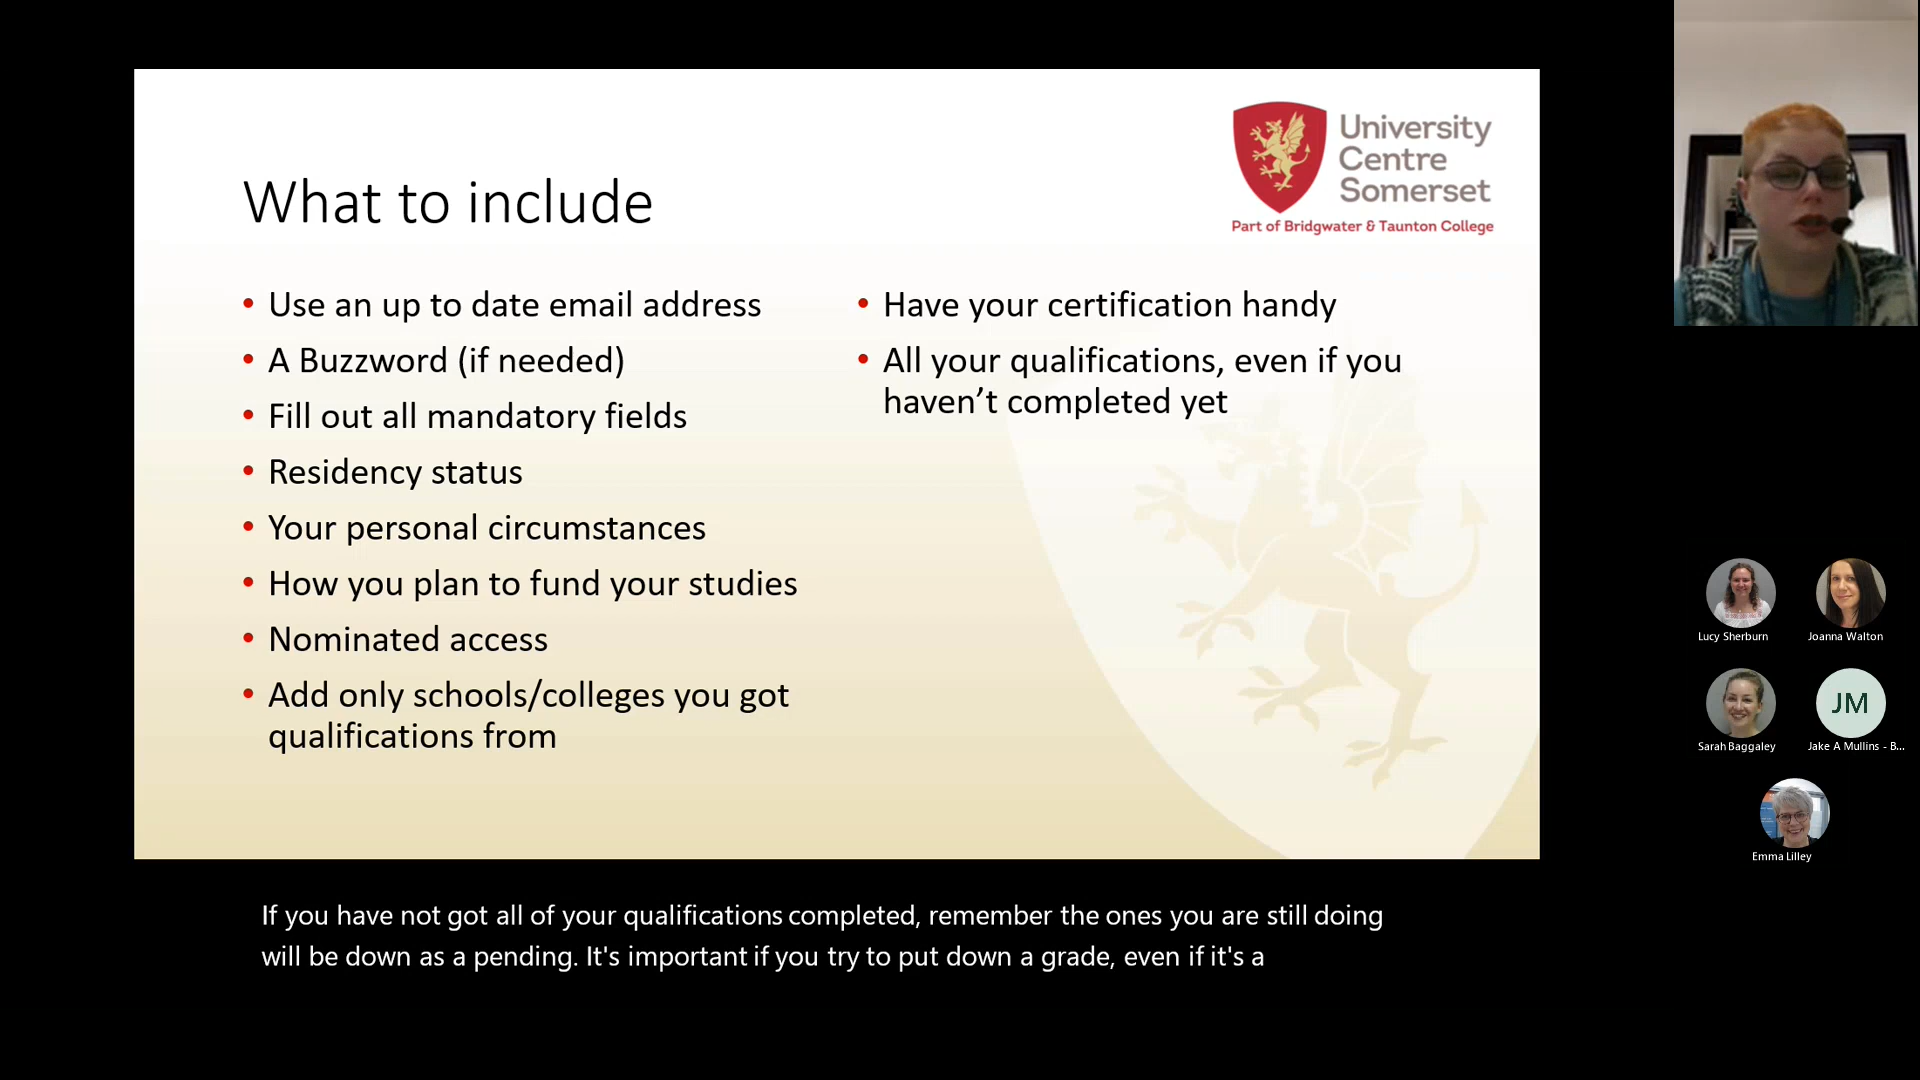 University
Centre
Somerset
Part of Bridgwater & Taunton College
What to include
• Use an up to date email address
• A Buzzword (if needed)
• Fill out all mandatory fields
• Residency status
• Your personal circumstances
• How you plan to fund your studies
• Nominated access
• Add only schools/colleges you got
qualifications from
• Have your certification handy
• All your qualifications, even if you
haven’t completed yet
Lucy Sherburn
Joanna Walton
Sarah Baggaley
JM
Jake A Mullins - B...
Emma Lilley
If you have not got all of your qualifications completed, remember the ones you are still doing
will be down as a pending. It's important if you try to put down a grade, even if it's a